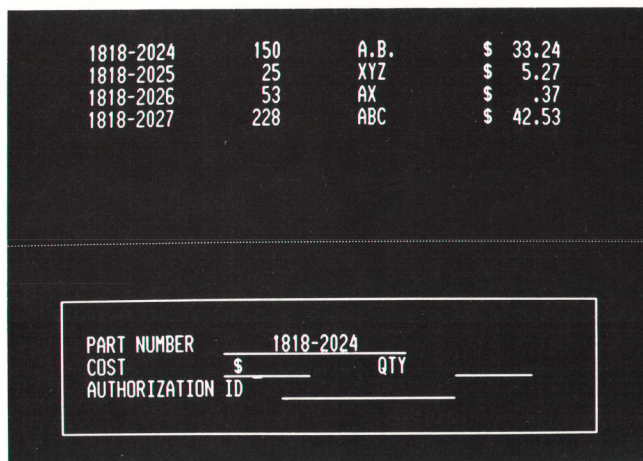 1818-2024 150 A.B. $ 33.24
1818-2025 25 XYZ $ 5.27
1818-2026 53 AX $ .37
1818-2027 228 ABC $ 42.53
PART NUMBER 1818-2024
COST $ QTY
AUTHORIZATION ID